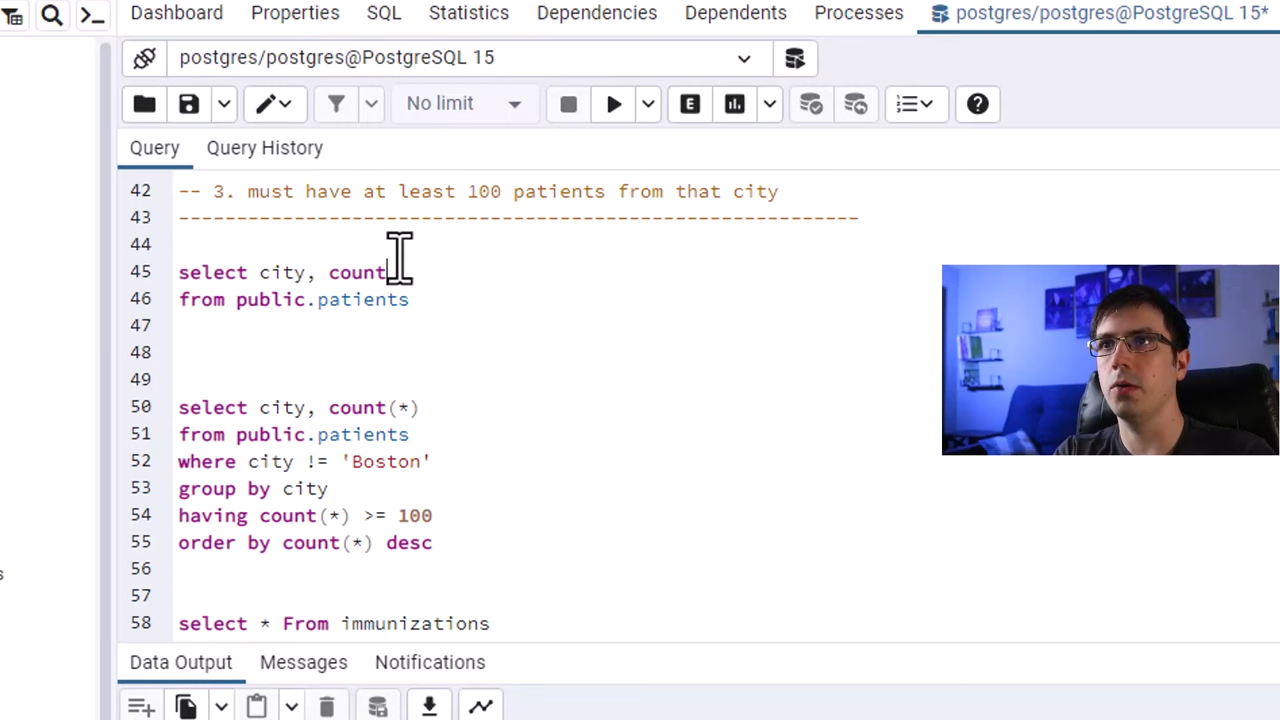 Dashboard Properties SQL Statistics Dependencies Dependents Processes postgres/postgres@PostgreSQL 15*
postgres/postgres@PostgreSQL 15
No limit
E
Query Query History
42 -- 3. must have at least 100 patients from that city
43 -----------------------------------------------------------
44
45 select city, count
46 from public.patients
47
48
49
50 select city, count(*)
51 from public.patients
52 where city != 'Boston'
53 group by city
54 having count(*) >= 100
55 order by count(*) desc
56
57
58 select * From immunizations
s
Data Output Messages Notifications